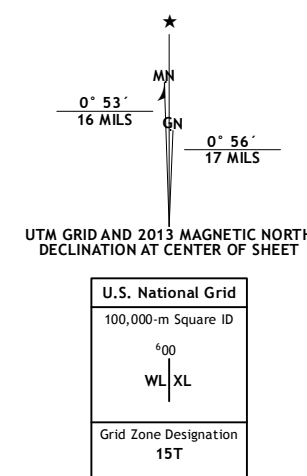 MN
0° 53´
16 MILS
GN
0° 56´
17 MILS
UTM GRID AND 2013 MAGNETIC NORTH
DECLINATION AT CENTER OF SHEET
U.S. National Grid
100,000-m Square ID
⁶00
WL XL
Grid Zone Designation
15T